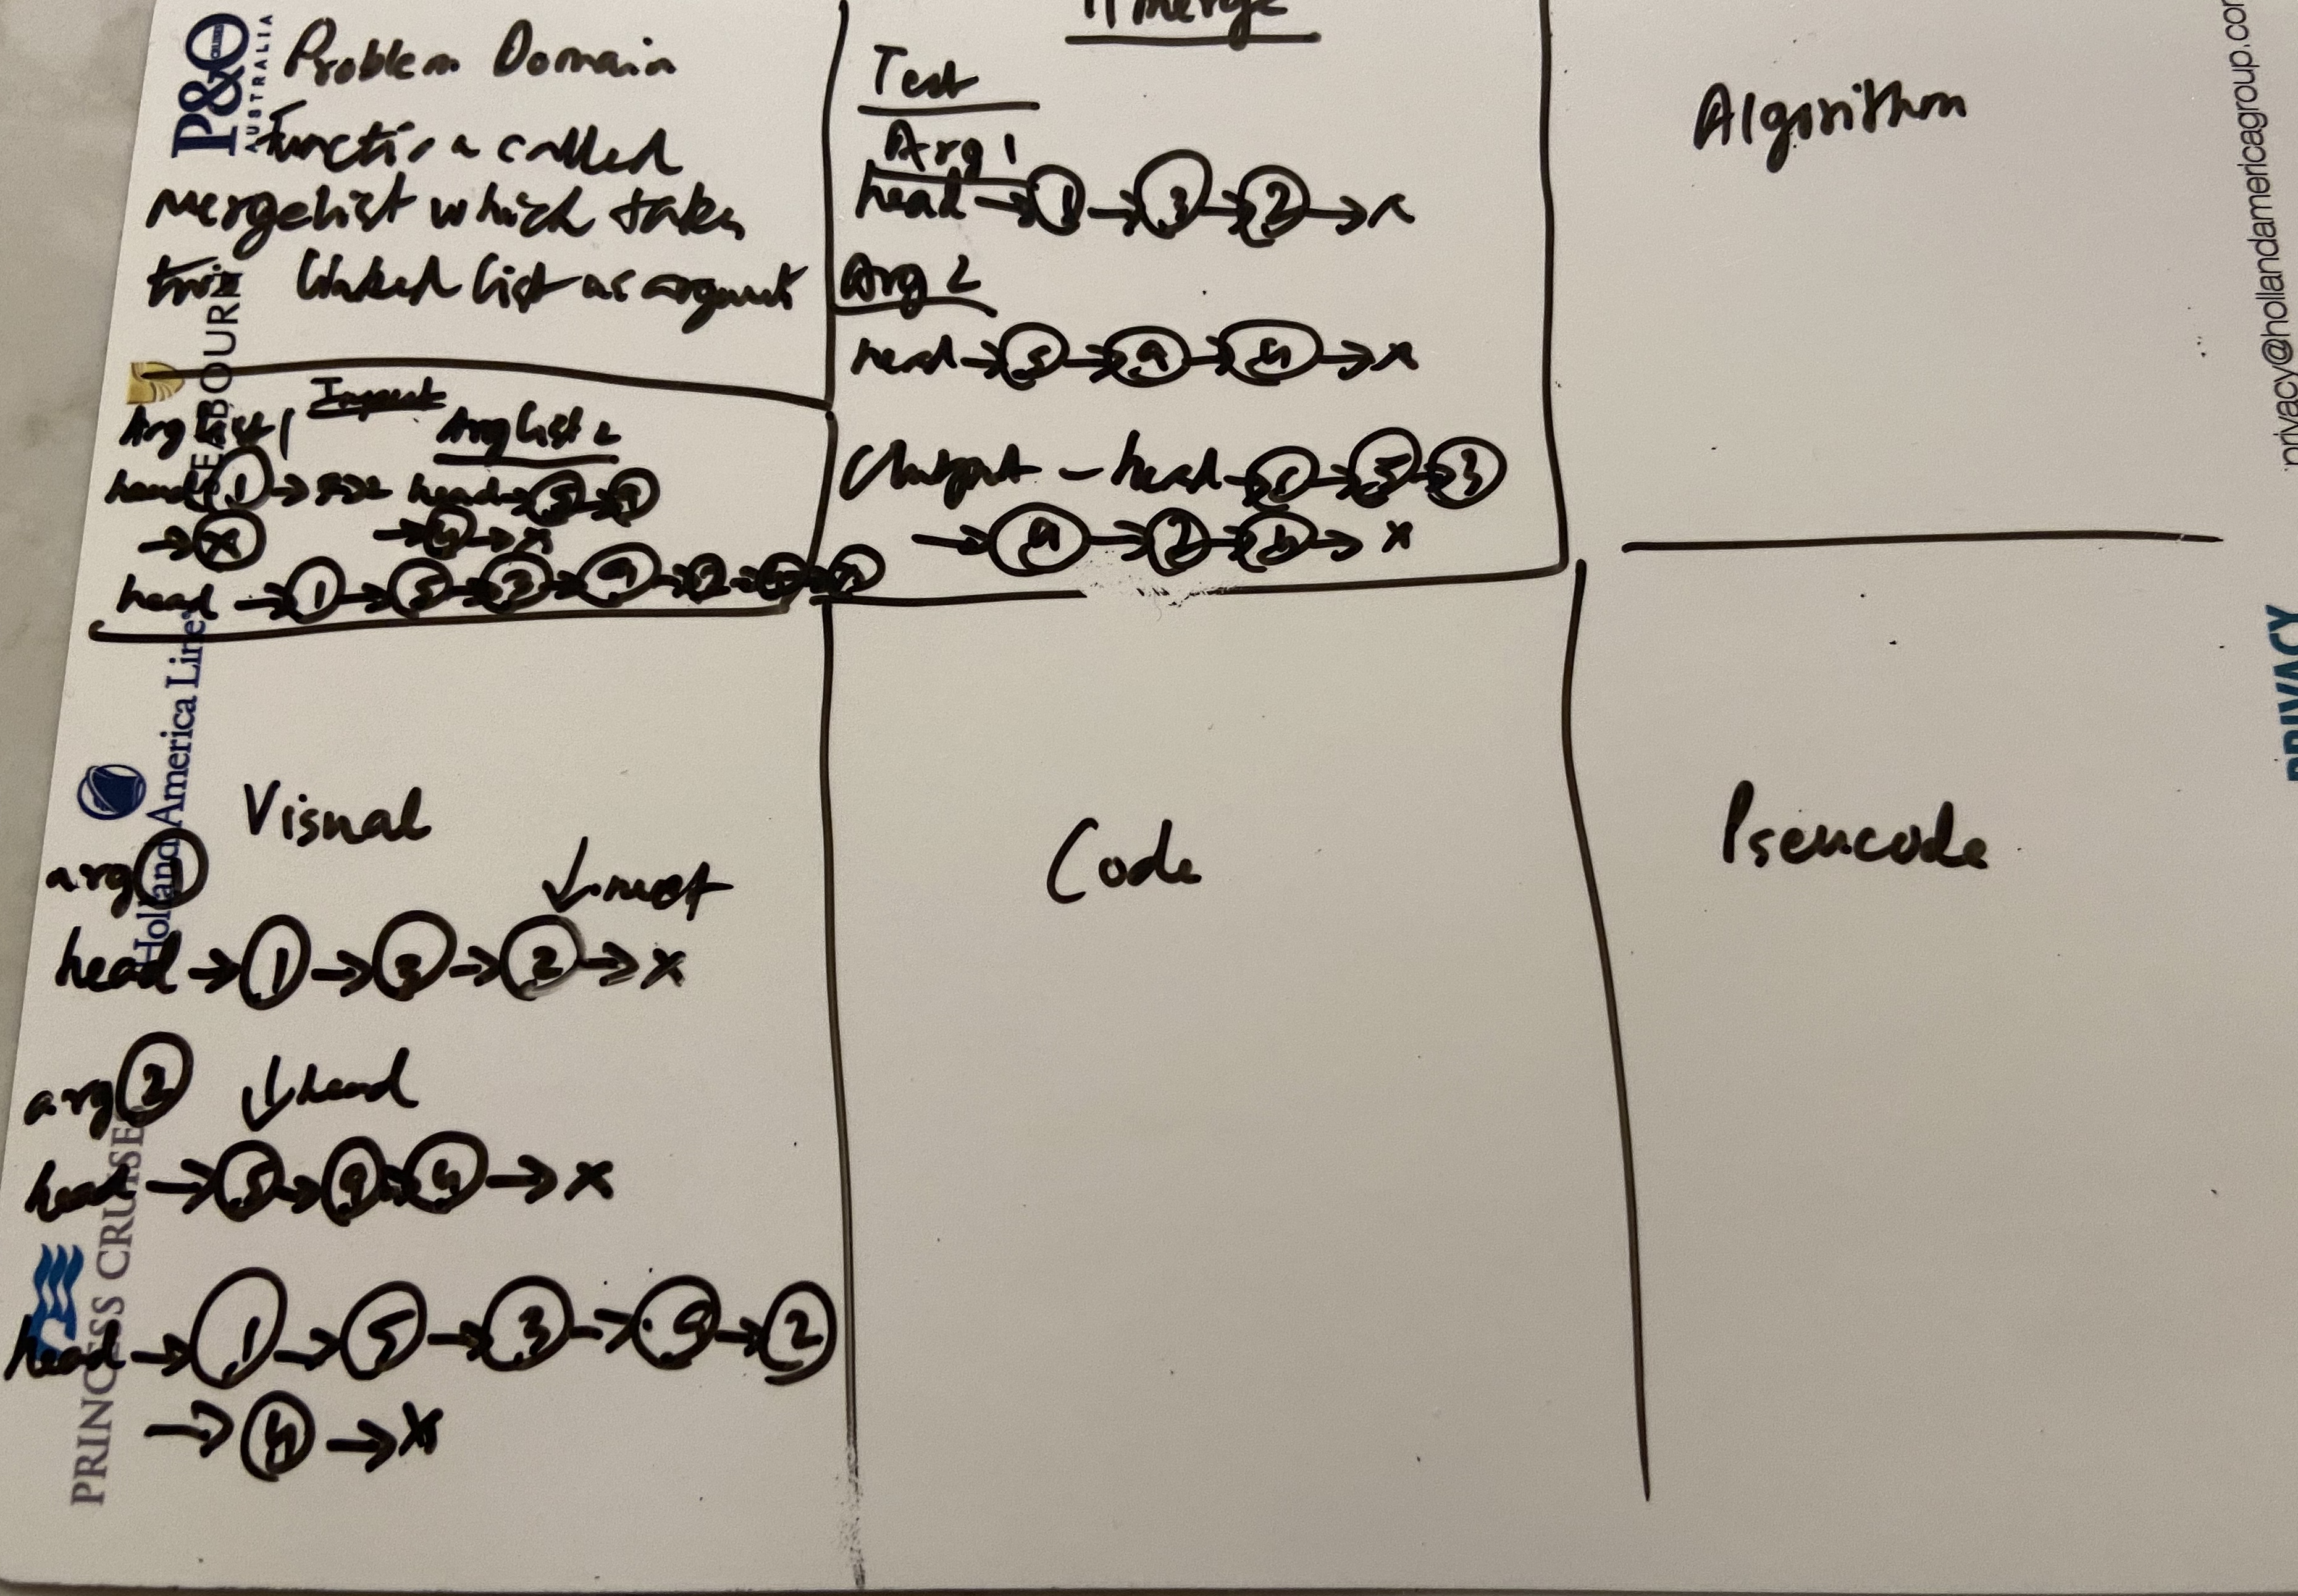 Problem Domain
function called
mergelist which takes
two linked list as argument
Input
Arg list 1
Arg list 2
head → 1 → 3 → 2 head → 5 → 9
→ x → 4 → x
head → 1 → 5 → 3 → 9 → 2 → 4 → x
merge
Test
Arg 1
head → 1 → 3 → 2 → x
Arg 2
head → 5 → 9 → 4 → x
Output - head → 1 → 5 → 3
→ 9 → 2 → 4 → x
Algorithm
Visual
arg 1
↓.next
head → 1 → 3 → 2 → x
arg 2 ↓head
head → 5 → 9 → 4 → x
head → 1 → 5 → 3 → 9 → 2
→ 4 → x
Code
Pseucode
P&O
AUSTRALIA
Holland America Line
PRINCESS CRUISES
privacy@hollandamericagroup.co
PRIVACY